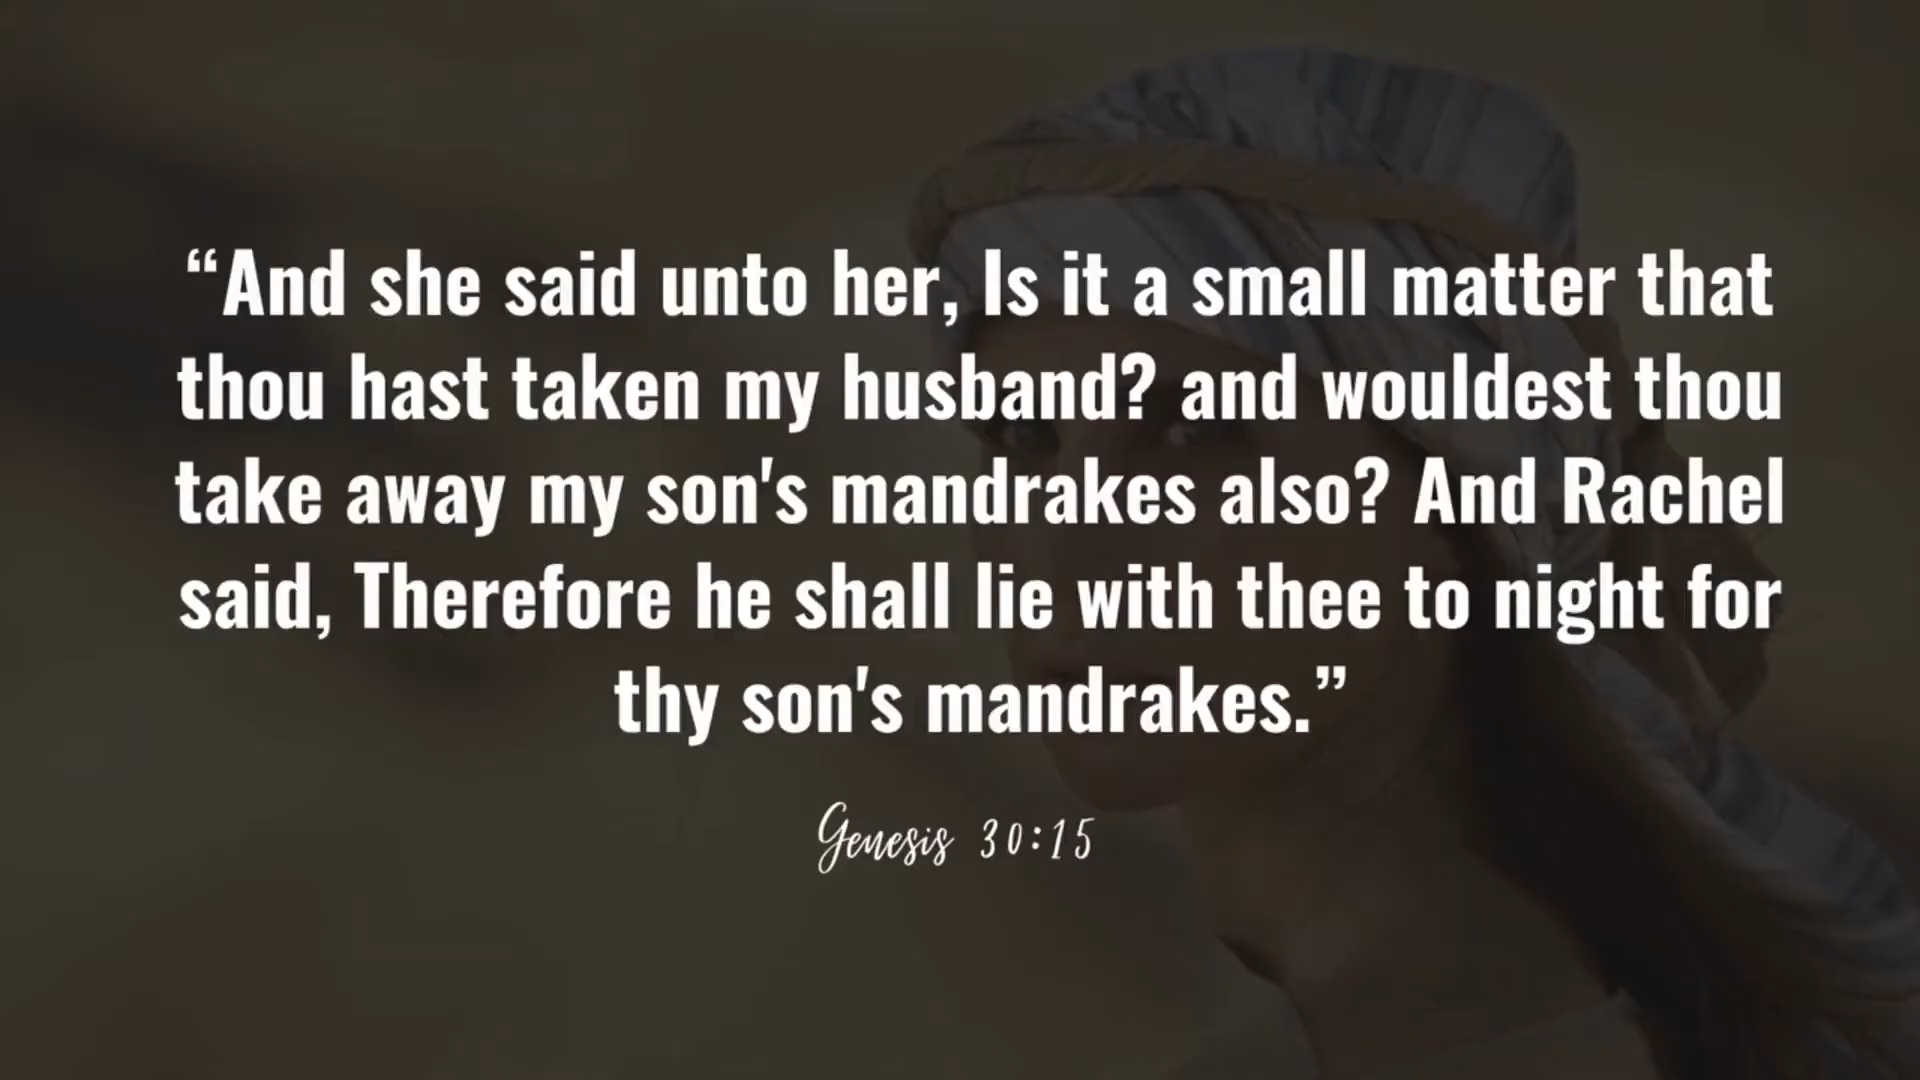 “And she said unto her, Is it a small matter that
thou hast taken my husband? and wouldest thou
take away my son's mandrakes also? And Rachel
said, Therefore he shall lie with thee to night for
thy son's mandrakes.”
Genesis 30:15